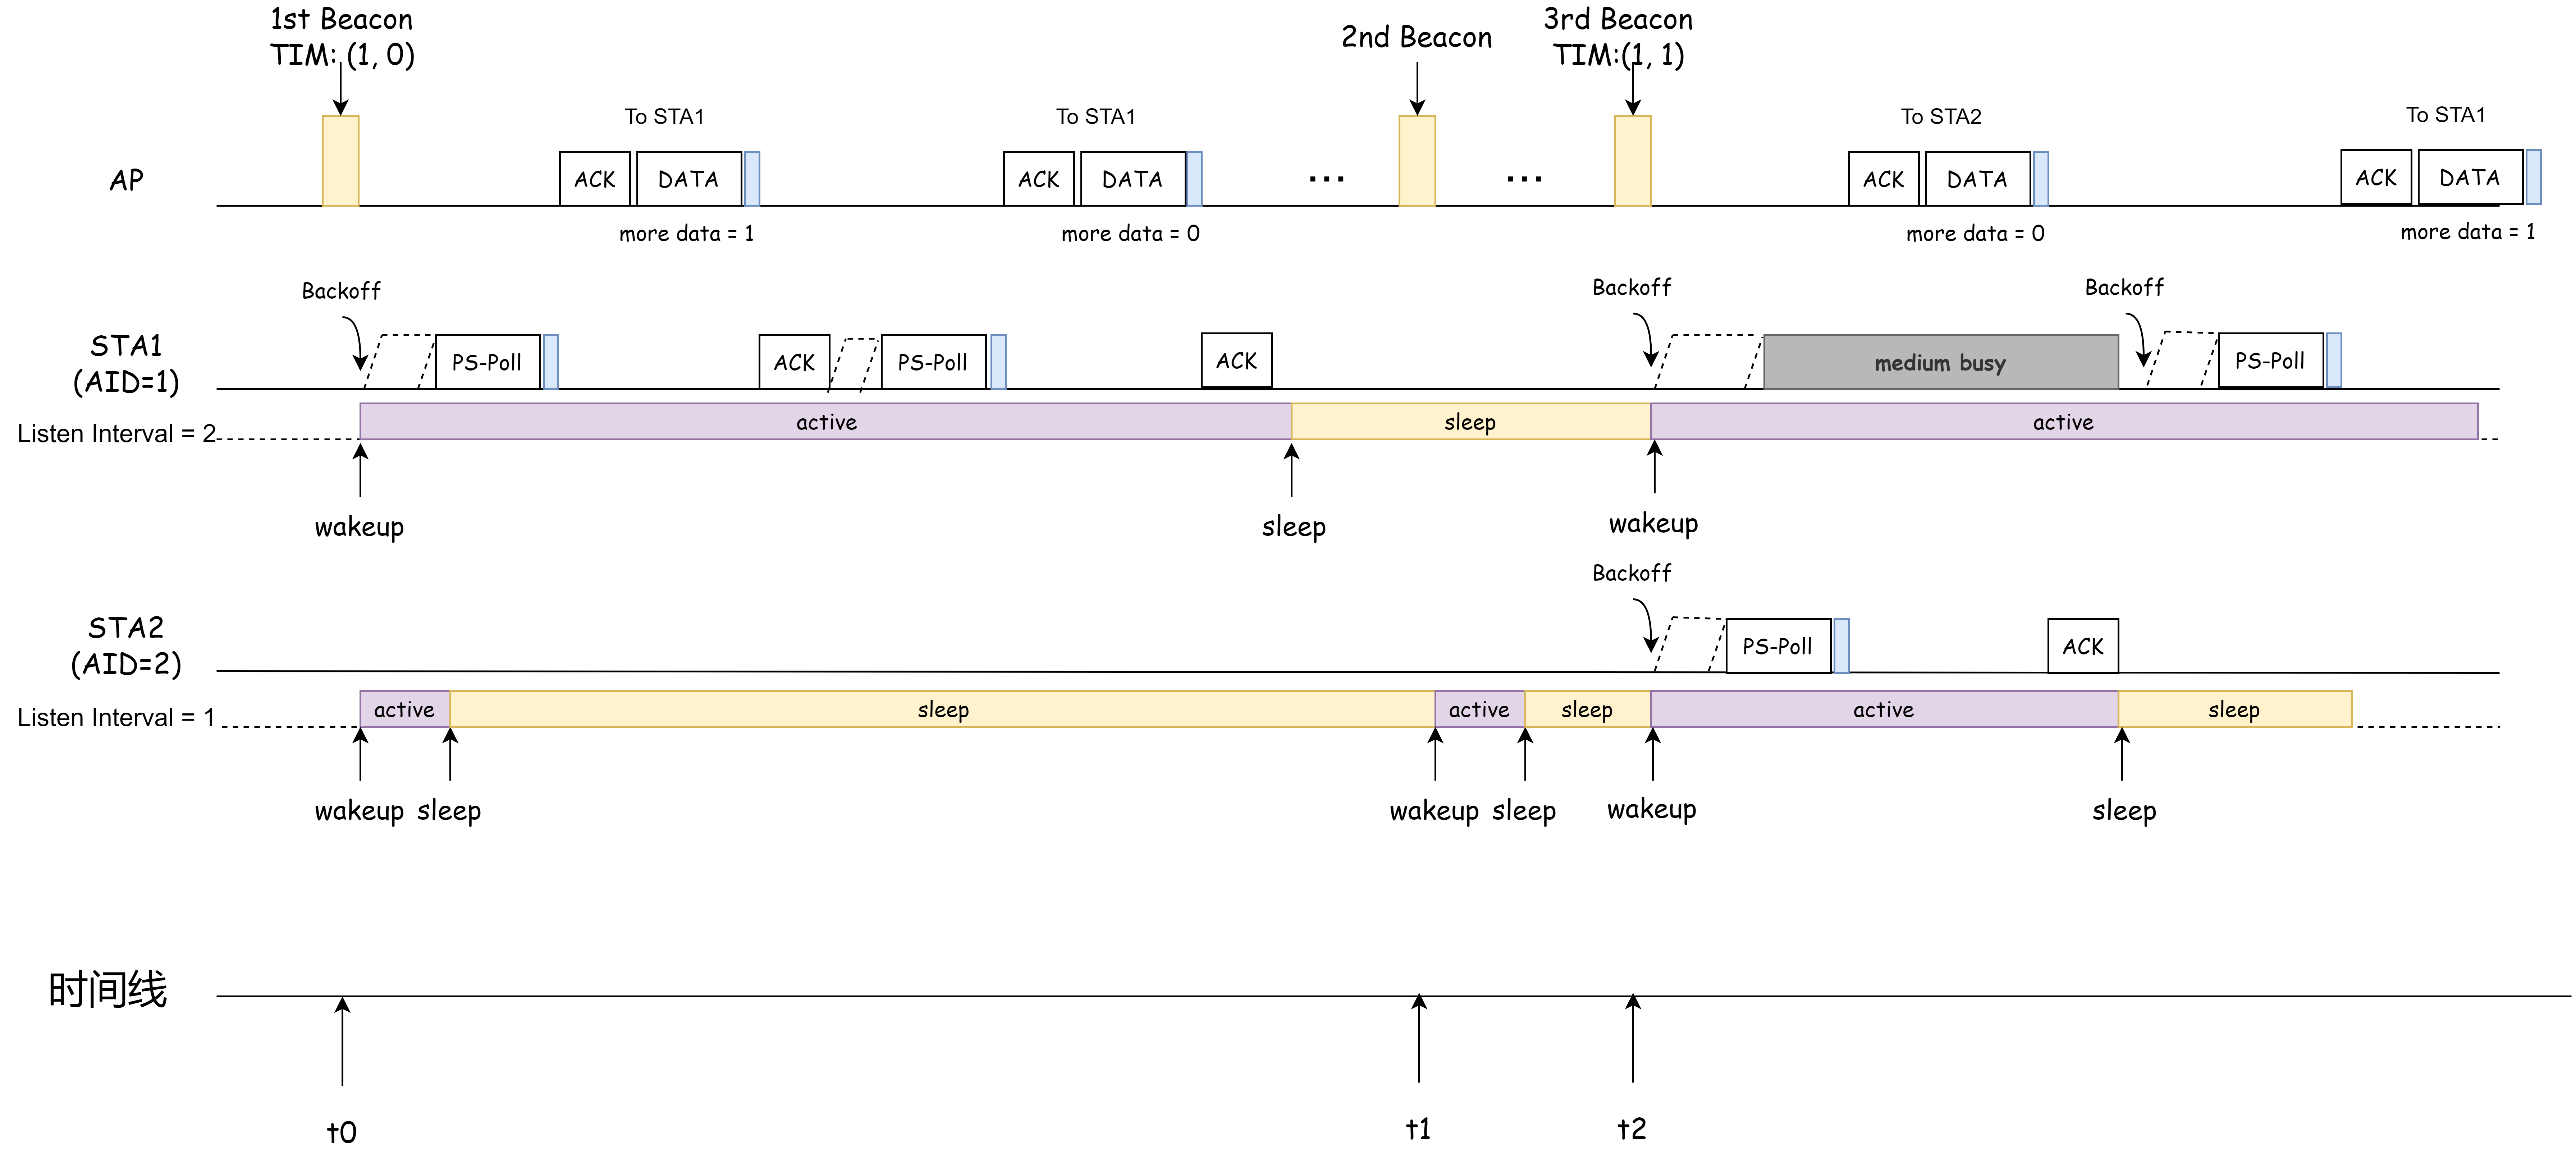 1st Beacon
TIM: (1, 0)
2nd Beacon
3rd Beacon
TIM:(1, 1)
To STA1
To STA1
To STA2
To STA1
AP
ACK
DATA
ACK
DATA
...
...
ACK
DATA
ACK
DATA
more data = 1
more data = 0
more data = 0
more data = 1
Backoff
Backoff
Backoff
STA1
(AID=1)
PS-Poll
ACK
PS-Poll
ACK
medium busy
PS-Poll
Listen Interval = 2
active
sleep
active
wakeup
sleep
wakeup
Backoff
STA2
(AID=2)
PS-Poll
ACK
Listen Interval = 1
active
sleep
active
sleep
active
sleep
wakeup
sleep
wakeup
sleep
wakeup
sleep
时间线
t0
t1
t2